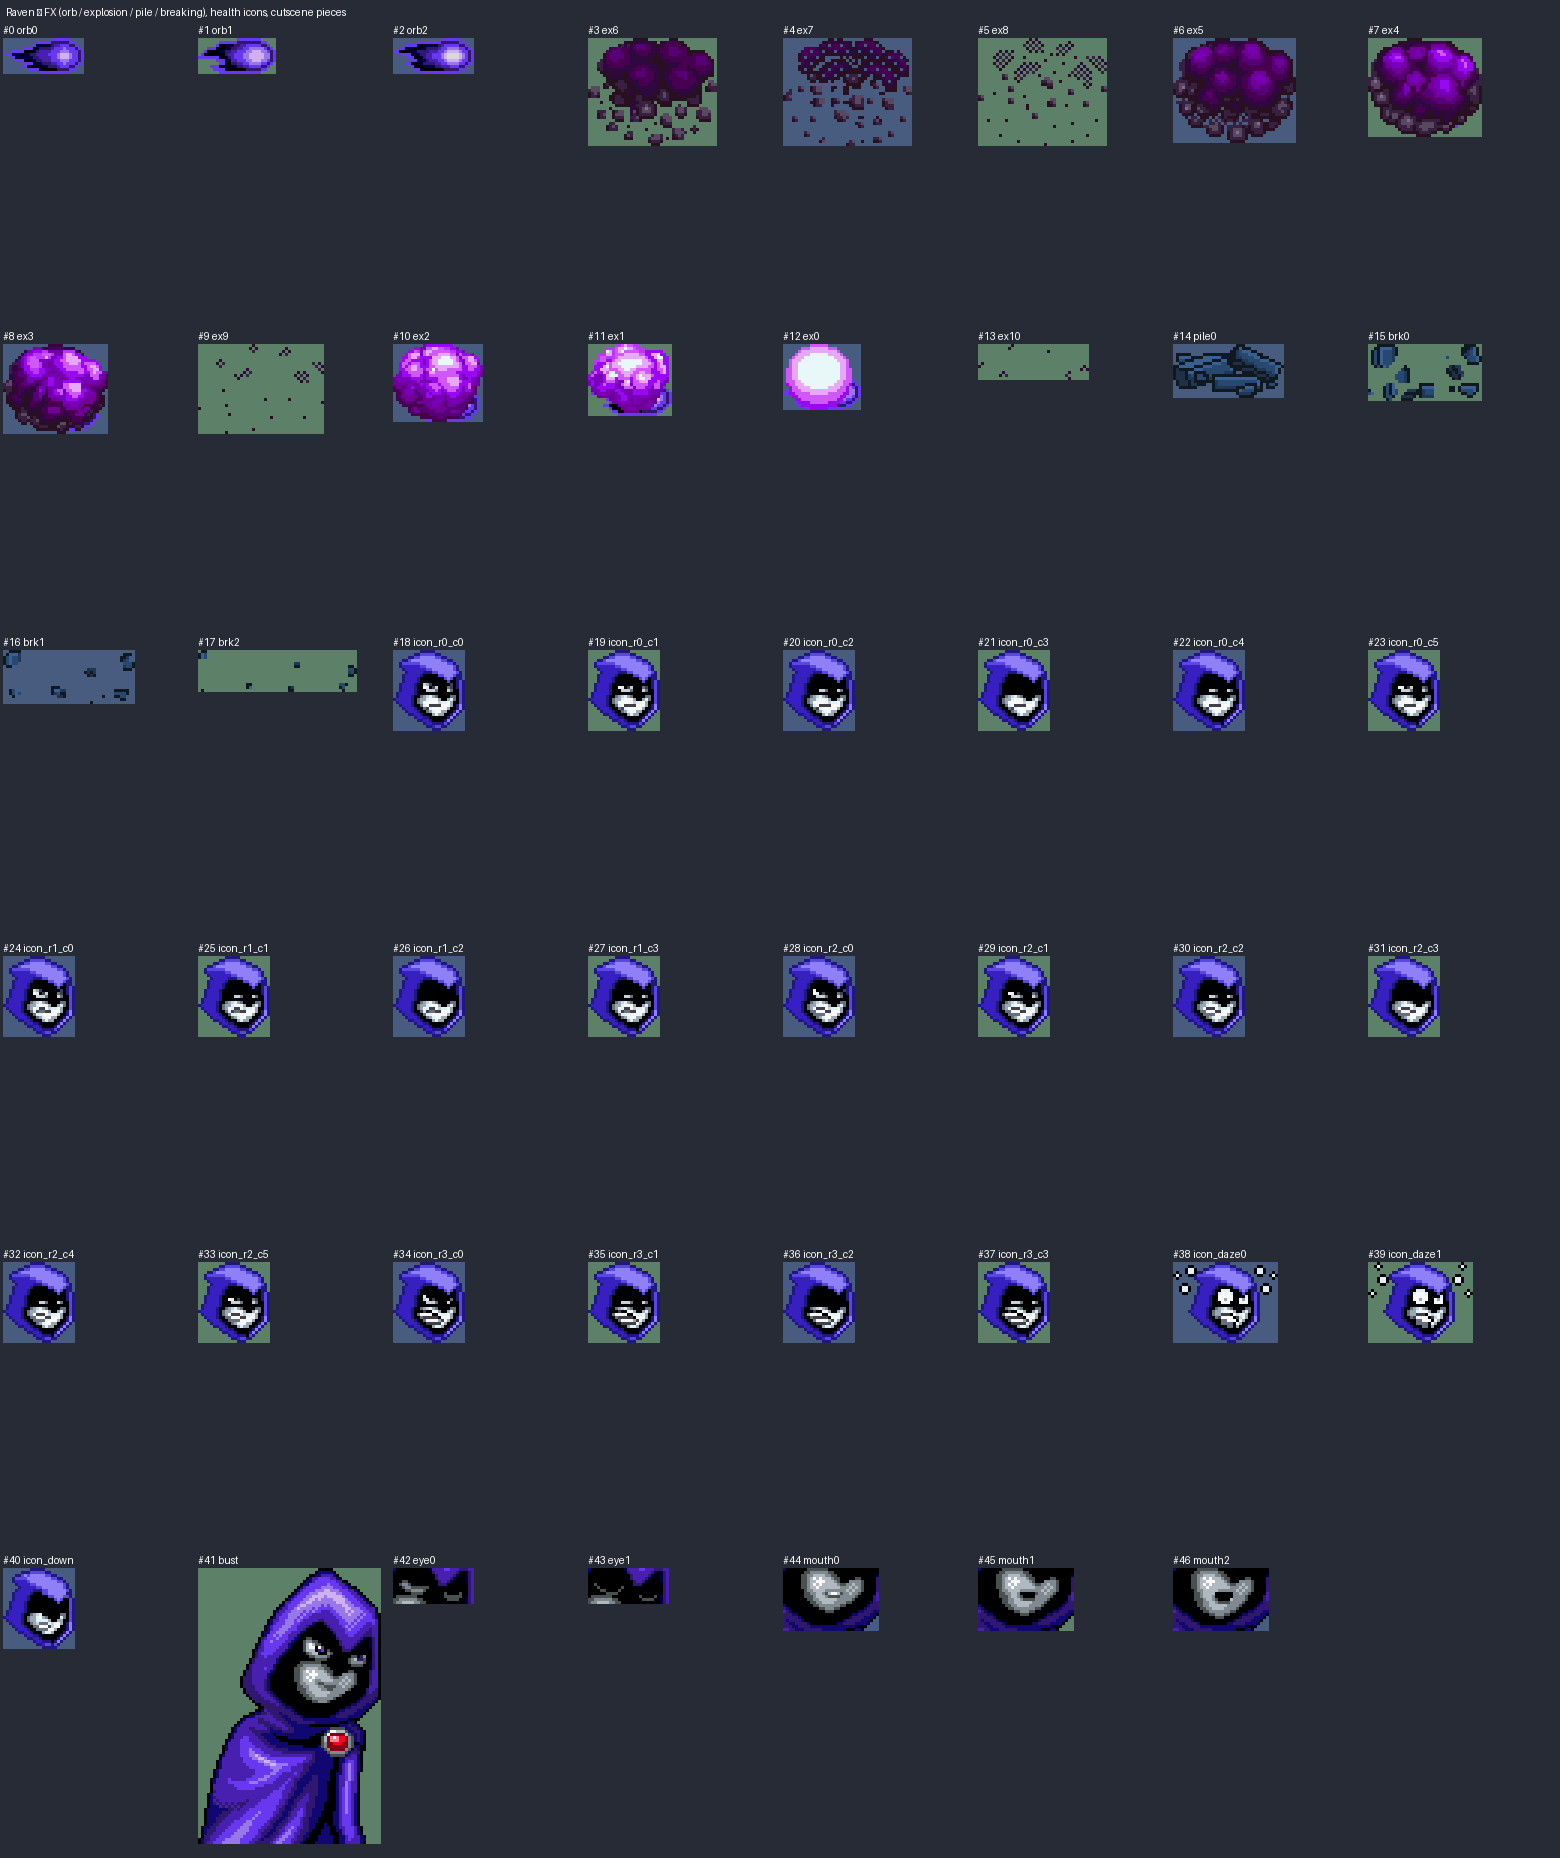 Raven ▯ FX (orb / explosion / pile / breaking), health icons, cutscene pieces
#0 orb0 #1 orb1 #2 orb2 #3 ex6 #4 ex7 #5 ex8 #6 ex5 #7 ex4
#8 ex3 #9 ex9 #10 ex2 #11 ex1 #12 ex0 #13 ex10 #14 pile0 #15 brk0
#16 brk1 #17 brk2 #18 icon_r0_c0 #19 icon_r0_c1 #20 icon_r0_c2 #21 icon_r0_c3 #22 icon_r0_c4 #23 icon_r0_c5
#24 icon_r1_c0 #25 icon_r1_c1 #26 icon_r1_c2 #27 icon_r1_c3 #28 icon_r2_c0 #29 icon_r2_c1 #30 icon_r2_c2 #31 icon_r2_c3
#32 icon_r2_c4 #33 icon_r2_c5 #34 icon_r3_c0 #35 icon_r3_c1 #36 icon_r3_c2 #37 icon_r3_c3 #38 icon_daze0 #39 icon_daze1
#40 icon_down #41 bust #42 eye0 #43 eye1 #44 mouth0 #45 mouth1 #46 mouth2